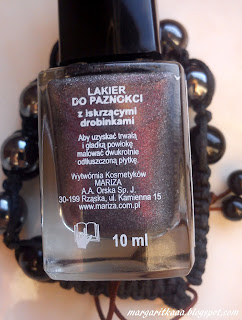 LAKIER
DO PAZNOKCI
z iskrzącymi
drobinkami
Aby uzyskać trwałą
i gładką powłokę
malować dwukrotnie
odtłuszczoną płytkę.
Wytwórnia Kosmetyków
MARIZA
A.A. Orska Sp. J.
30-199 Rząska, ul. Kamienna 15
www.mariza.com.pl
10 ml
margaritkaaa.blogspot.com